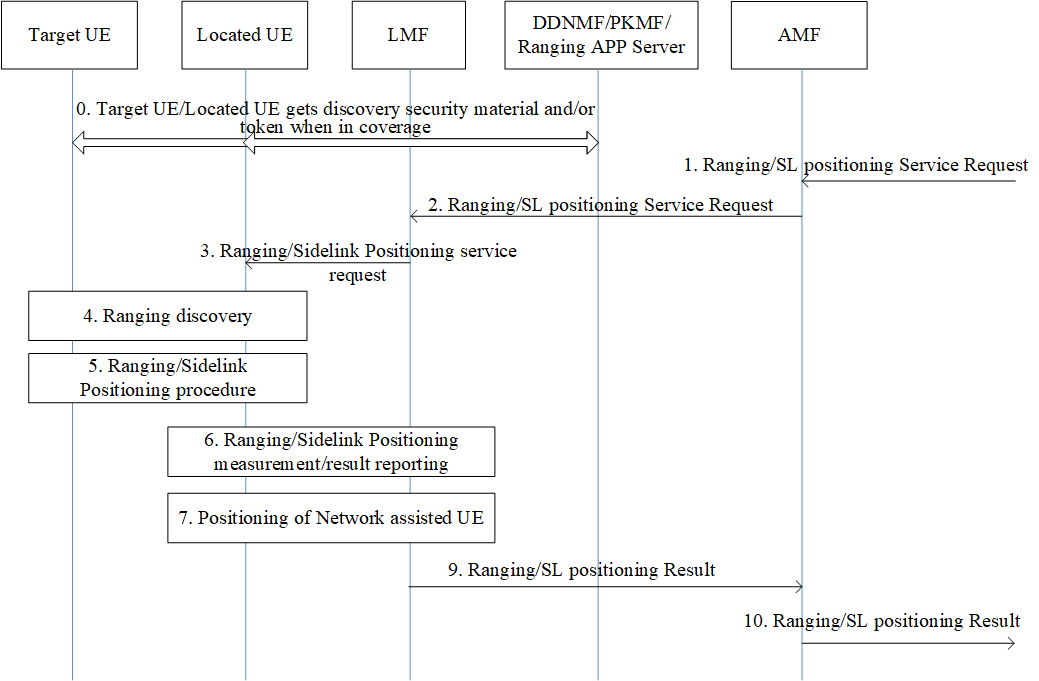 Target UE
Located UE
LMF
DDNMF/PKMF/
Ranging APP Server
AMF
0. Target UE/Located UE gets discovery security material and/or
token when in coverage
1. Ranging/SL positioning Service Request
2. Ranging/SL positioning Service Request
3. Ranging/Sidelink Positioning service
request
4. Ranging discovery
5. Ranging/Sidelink
Positioning procedure
6. Ranging/Sidelink Positioning
measurement/result reporting
7. Positioning of Network assisted UE
9. Ranging/SL positioning Result
10. Ranging/SL positioning Result